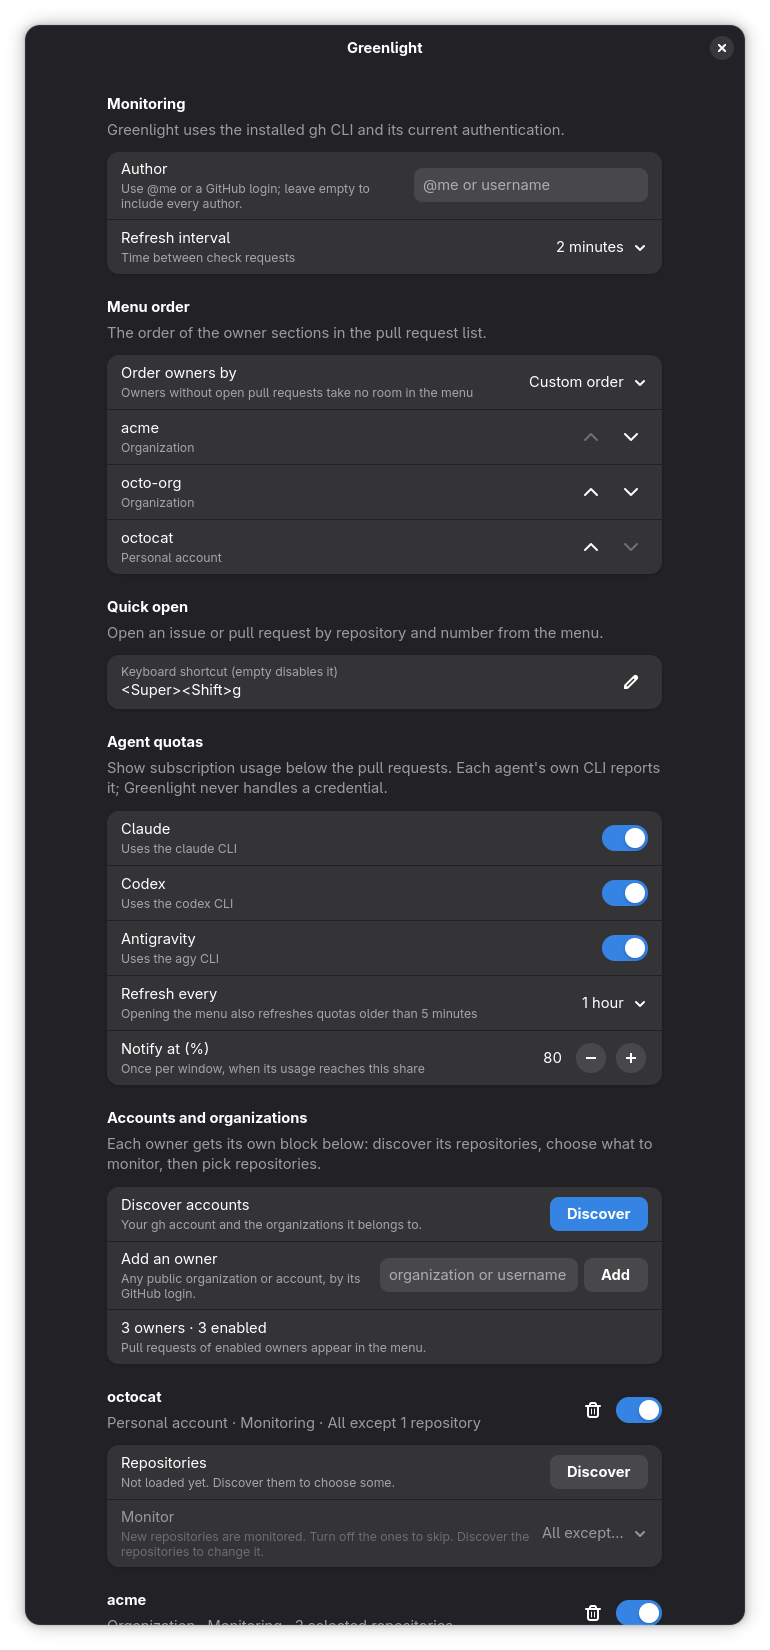 Greenlight
Monitoring
Greenlight uses the installed gh CLI and its current authentication.
Author
Use @me or a GitHub login; leave empty to
include every author.
@me or username
Refresh interval
Time between check requests
2 minutes
Menu order
The order of the owner sections in the pull request list.
Order owners by
Owners without open pull requests take no room in the menu
Custom order
acme
Organization
octo-org
Organization
octocat
Personal account
Quick open
Open an issue or pull request by repository and number from the menu.
Keyboard shortcut (empty disables it)
<Super><Shift>g
Agent quotas
Show subscription usage below the pull requests. Each agent's own CLI reports
it; Greenlight never handles a credential.
Claude
Uses the claude CLI
Codex
Uses the codex CLI
Antigravity
Uses the agy CLI
Refresh every
Opening the menu also refreshes quotas older than 5 minutes
1 hour
Notify at (%)
Once per window, when its usage reaches this share
80
Accounts and organizations
Each owner gets its own block below: discover its repositories, choose what to
monitor, then pick repositories.
Discover accounts
Your gh account and the organizations it belongs to.
Discover
Add an owner
Any public organization or account, by its
GitHub login.
organization or username
Add
3 owners · 3 enabled
Pull requests of enabled owners appear in the menu.
octocat
Personal account · Monitoring · All except 1 repository
Repositories
Not loaded yet. Discover them to choose some.
Discover
Monitor
New repositories are monitored. Turn off the ones to skip. Discover the
repositories to change it.
All except…
acme
Organization · Monitoring · 2 selected repositories